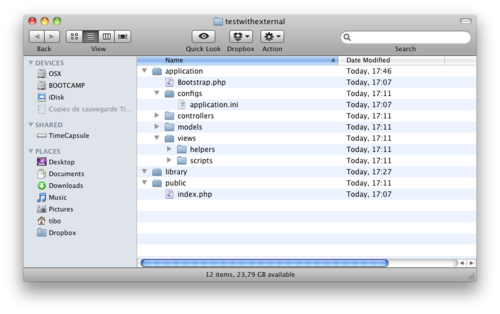 testwithexternal
Back View Quick Look Dropbox Action Search
Name Date Modified
DEVICES
OSX
BOOTCAMP
iDisk
Copies de sauvegarde Ti...
SHARED
TimeCapsule
PLACES
Desktop
Documents
Downloads
Music
Pictures
tibo
Dropbox
application Today, 17:46
Bootstrap.php Today, 17:07
configs Today, 17:11
application.ini Today, 17:07
controllers Today, 17:11
models Today, 17:11
views Today, 17:11
helpers Today, 17:11
scripts Today, 17:11
library Today, 17:27
public Today, 17:11
index.php Today, 17:07
12 items, 23,79 GB available